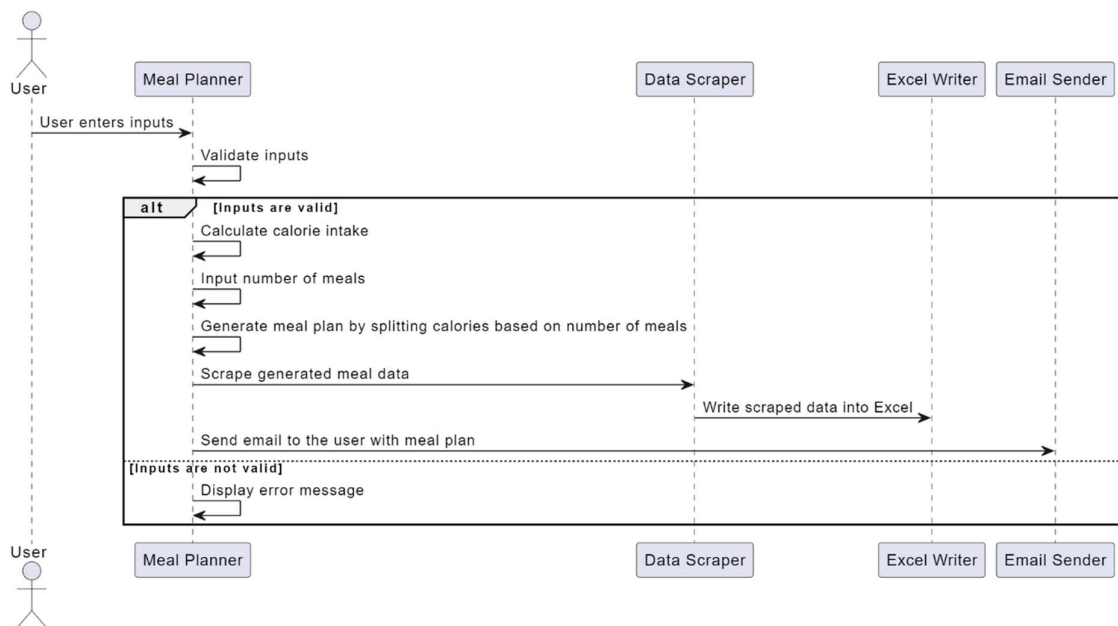 User
Meal Planner
Data Scraper
Excel Writer
Email Sender
User enters inputs
Validate inputs
alt
[Inputs are valid]
Calculate calorie intake
Input number of meals
Generate meal plan by splitting calories based on number of meals
Scrape generated meal data
Write scraped data into Excel
Send email to the user with meal plan
[Inputs are not valid]
Display error message
User
Meal Planner
Data Scraper
Excel Writer
Email Sender